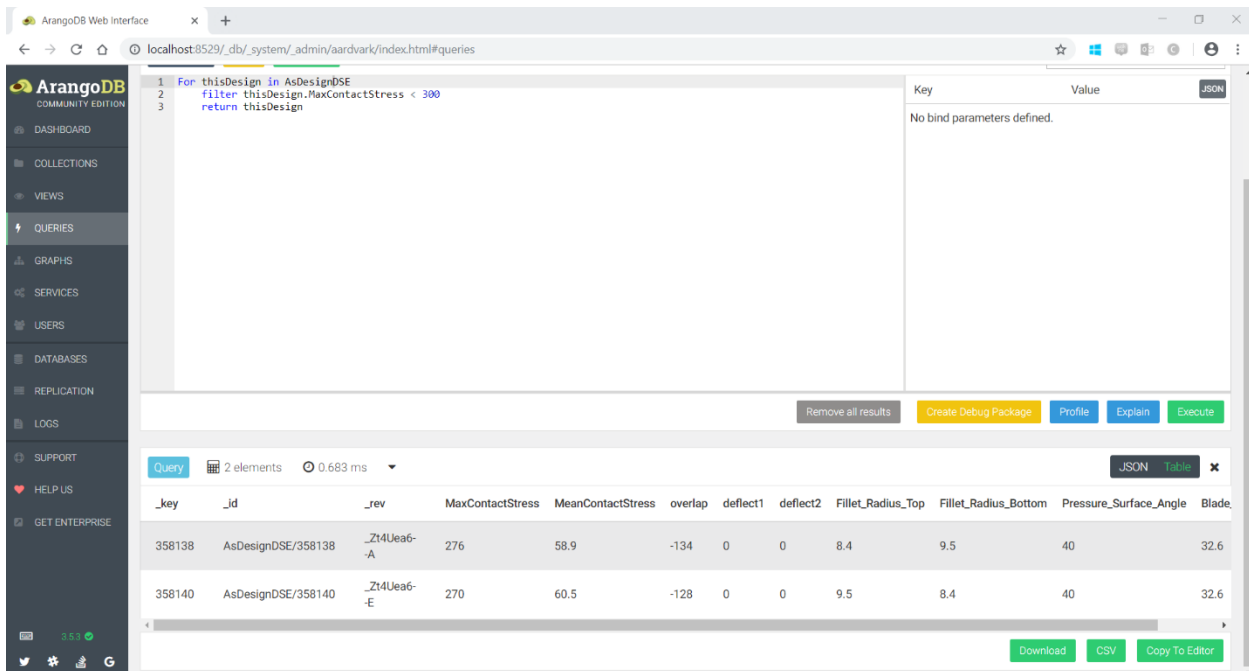 ArangoDB Web Interface
localhost:8529/_db/_system/_admin/aardvark/index.html#queries
ArangoDB
COMMUNITY EDITION
DASHBOARD
COLLECTIONS
VIEWS
QUERIES
GRAPHS
SERVICES
USERS
DATABASES
REPLICATION
LOGS
SUPPORT
HELP US
GET ENTERPRISE
3.5.3
1 For thisDesign in AsDesignDSE
2 filter thisDesign.MaxContactStress < 300
3 return thisDesign
Key Value JSON
No bind parameters defined.
Remove all results Create Debug Package Profile Explain Execute
Query 2 elements 0.683 ms JSON Table
_key _id _rev MaxContactStress MeanContactStress overlap deflect1 deflect2 Fillet_Radius_Top Fillet_Radius_Bottom Pressure_Surface_Angle Blade_
358138 AsDesignDSE/358138 _Zt4Uea6-
-A 276 58.9 -134 0 0 8.4 9.5 40 32.6
358140 AsDesignDSE/358140 _Zt4Uea6-
-E 270 60.5 -128 0 0 9.5 8.4 40 32.6
Download CSV Copy To Editor